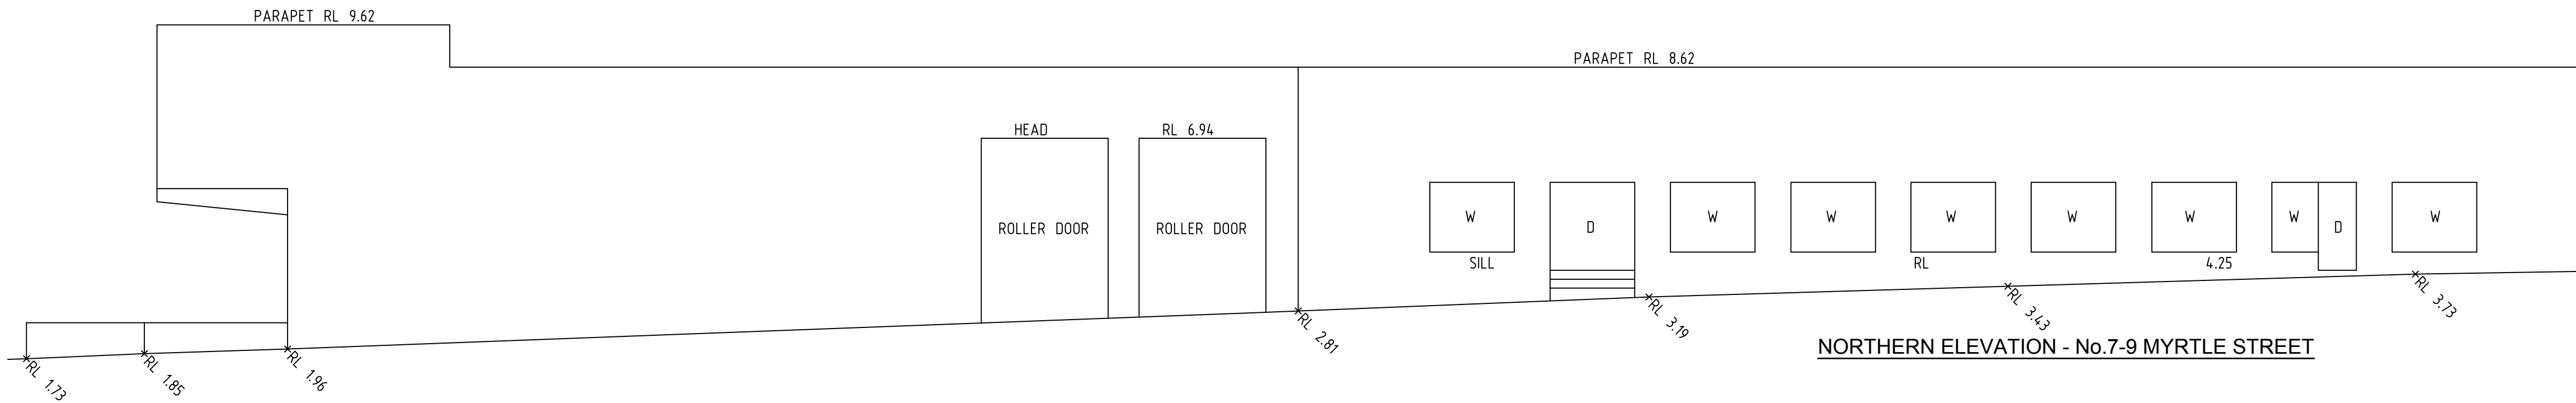 PARAPET RL 9.62
PARAPET RL 8.62
HEAD
RL 6.94
ROLLER DOOR
ROLLER DOOR
W
D
W
W
W
W
W
W
D
W
SILL
RL
4.25
RL 1.73
RL 1.85
RL 1.96
RL 2.81
RL 3.19
RL 3.43
RL 3.73
NORTHERN ELEVATION - No.7-9 MYRTLE STREET